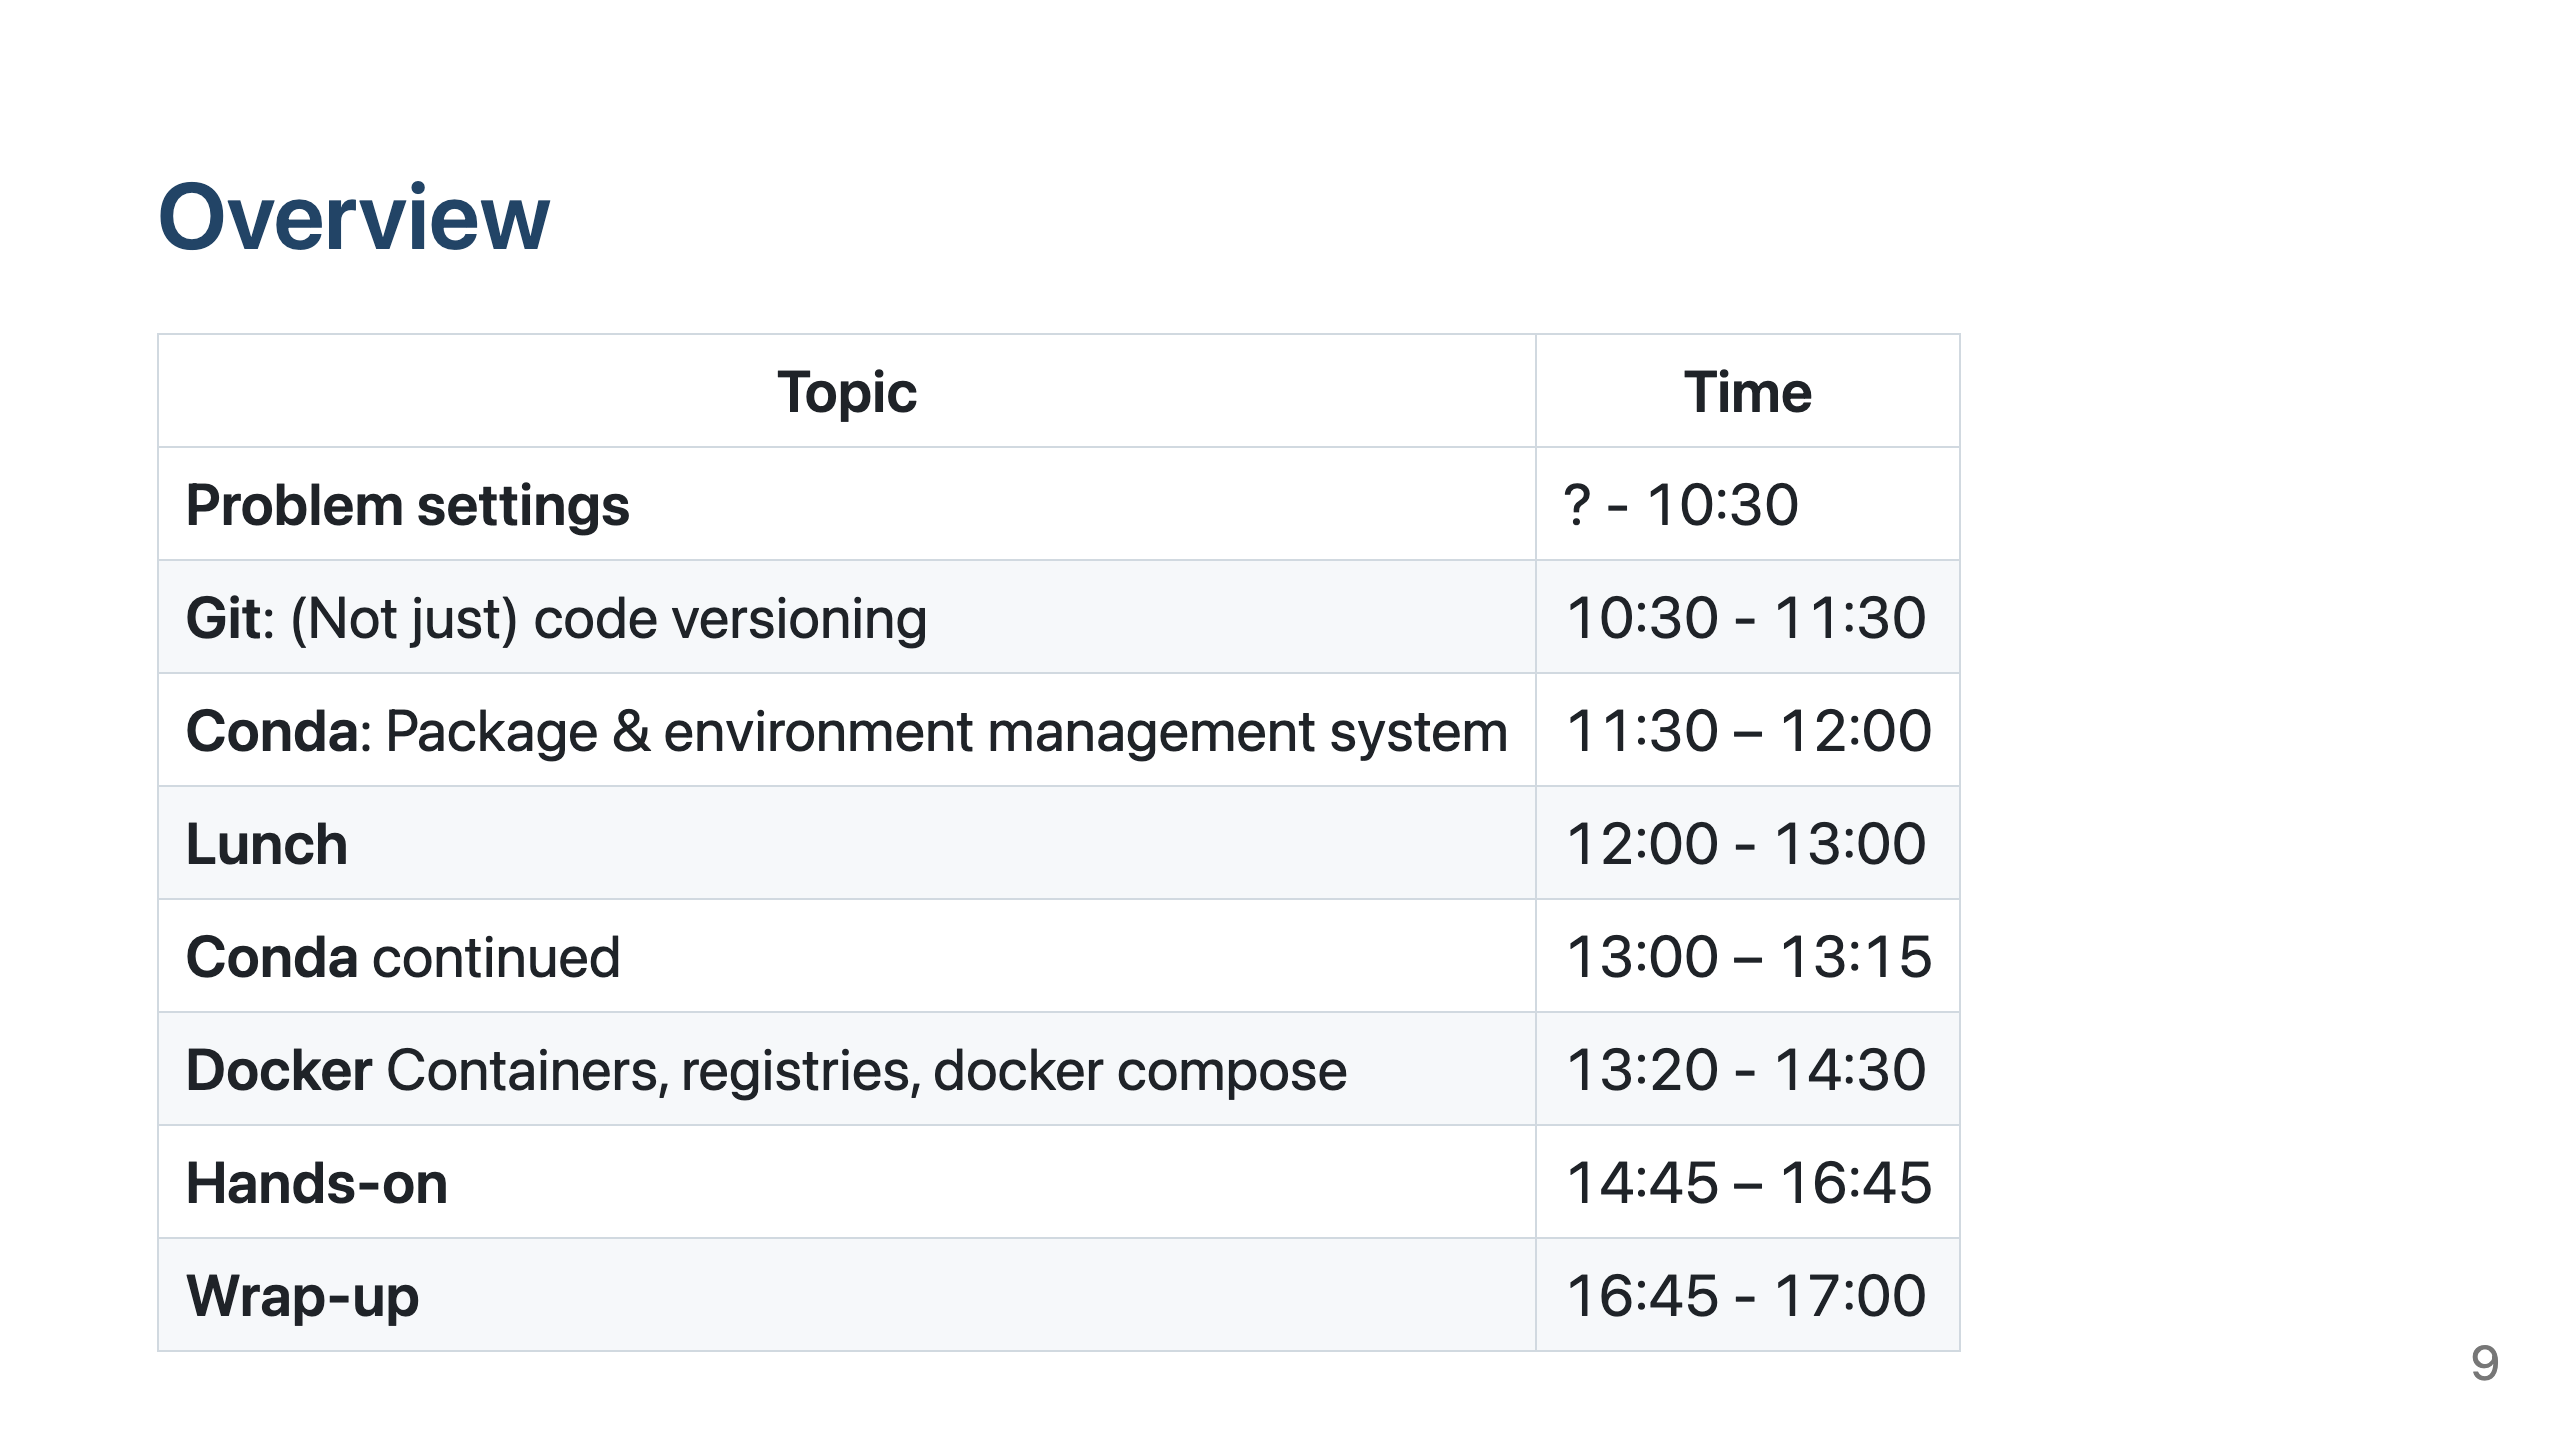 Overview
Topic Time
Problem settings ? - 10:30
Git: (Not just) code versioning 10:30 - 11:30
Conda: Package & environment management system 11:30 – 12:00
Lunch 12:00 - 13:00
Conda continued 13:00 – 13:15
Docker Containers, registries, docker compose 13:20 - 14:30
Hands-on 14:45 – 16:45
Wrap-up 16:45 - 17:00
9